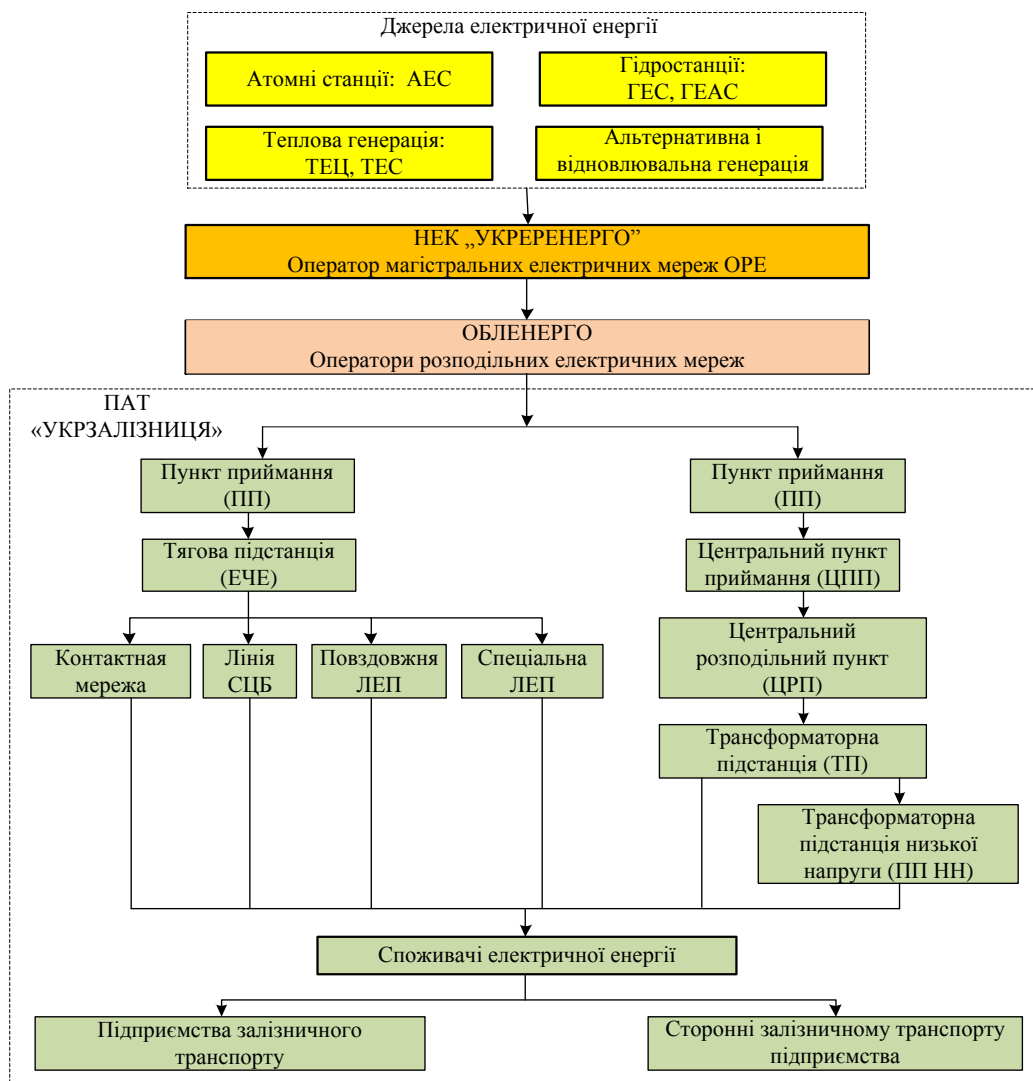 Джерела електричної енергії
Атомні станції: АЕС
Гідростанції:
ГЕС, ГЕАС
Теплова генерація:
ТЕЦ, ТЕС
Альтернативна і
відновлювальна генерація
НЕК „УКРЕРЕНЕРГО”
Оператор магістральних електричних мереж ОРЕ
ОБЛЕНЕРГО
Оператори розподільних електричних мереж
ПАТ
«УКРЗАЛІЗНИЦЯ»
Пункт приймання
(ПП)
Пункт приймання
(ПП)
Тягова підстанція
(ЕЧЕ)
Центральний пункт
приймання (ЦПП)
Контактная
мережа
Лінія
СЦБ
Повздовжня
ЛЕП
Спеціальна
ЛЕП
Центральний
розподільний пункт
(ЦРП)
Трансформаторна
підстанція (ТП)
Трансформаторна
підстанція низької
напруги (ПП НН)
Споживачі електричної енергії
Підприємства залізничного
транспорту
Сторонні залізничному транспорту
підприємства